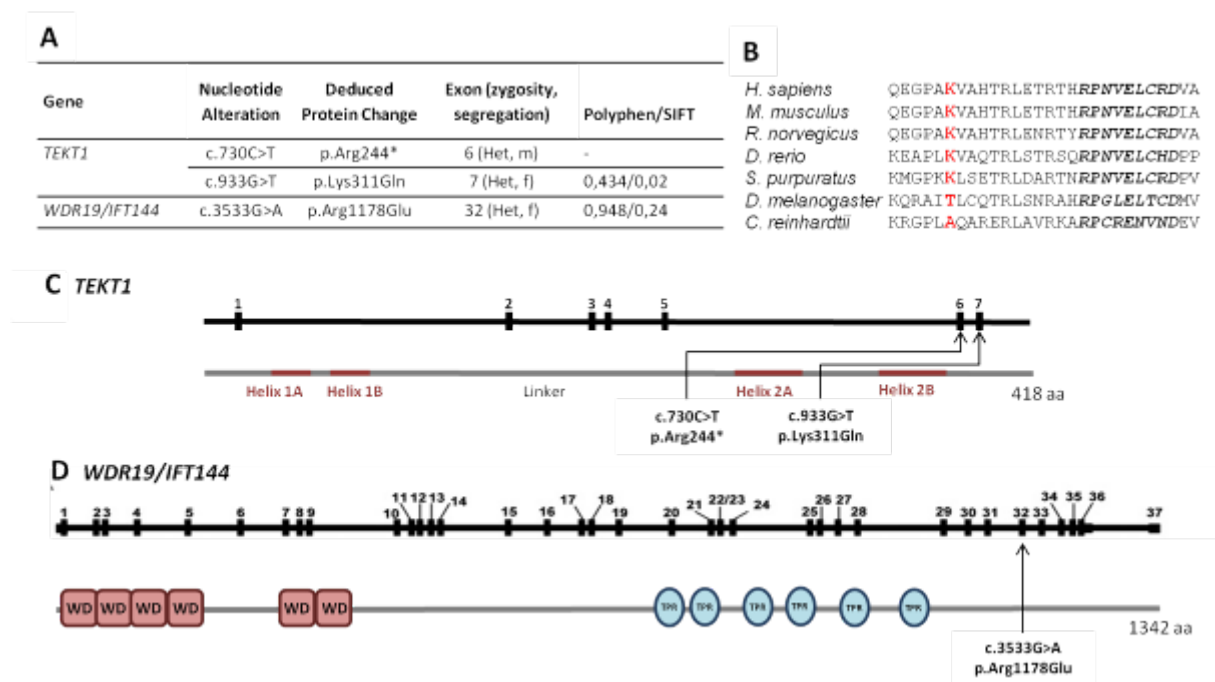 A
Gene Nucleotide Alteration Deduced Protein Change Exon (zygosity, segregation) Polyphen/SIFT
TEKT1 c.730C>T p.Arg244* 6 (Het, m) -
c.933G>T p.Lys311Gln 7 (Het, f) 0,434/0,02
WDR19/IFT144 c.3533G>A p.Arg1178Glu 32 (Het, f) 0,948/0,24
B
H. sapiens QEGPAKVAHTRLETRTHRPNVELCRDVA
M. musculus QEGPAKVAHTRLETRTHRPNVELCRDIA
R. norvegicus QEGPAKVAHTRLENRTYRPNVELCRDVA
D. rerio KEAPLKVAQTRLSTRSQRPNVELCHDPP
S. purpuratus KMGPKKLSETRLDARTNRPNVELCRDPV
D. melanogaster KQRAITLCQTRLSNRAHRPGLELTCDMV
C. reinhardtii KRGPLAQARERLAVRKARPCRENVNDEV
C TEKT1
1 2 3 4 5 6 7
Helix 1A Helix 1B Linker Helix 2A Helix 2B 418 aa
c.730C>T c.933G>T
p.Arg244* p.Lys311Gln
D WDR19/IFT144
1 2 3 4 5 6 7 8 9 10 11 12 13 14 15 16 17 18 19 20 21 22/23 24 25 26 27 28 29 30 31 32 33 34 35 36 37
WD WD WD WD WD WD TPR TPR TPR TPR TPR TPR
1342 aa
c.3533G>A
p.Arg1178Glu